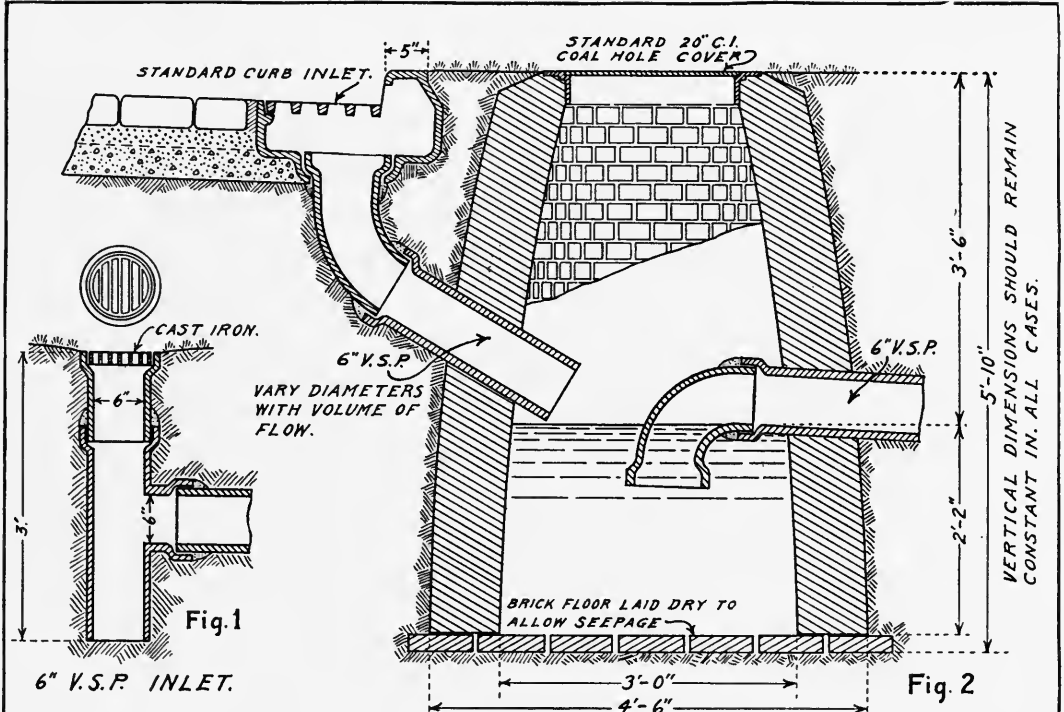 5"
STANDARD 20" C.I.
COAL HOLE COVER
STANDARD CURB INLET.
CAST IRON.
6"
3'
6"
Fig.1
6" V.S.P. INLET.
6" V.S.P.
VARY DIAMETERS
WITH VOLUME OF
FLOW.
6" V.S.P.
BRICK FLOOR LAID DRY TO
ALLOW SEEPAGE
3'-6"
2'-2"
5'-10"
VERTICAL DIMENSIONS SHOULD REMAIN
CONSTANT IN ALL CASES.
3'-0"
4'-6"
Fig. 2